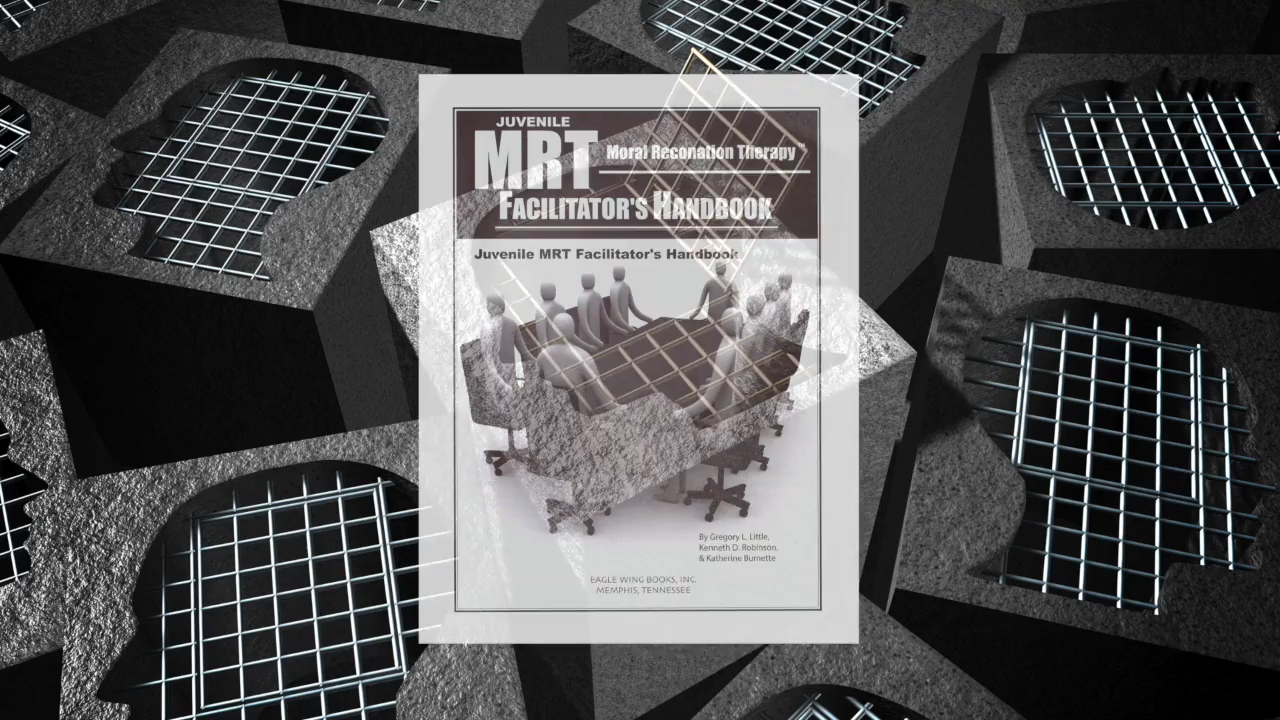 JUVENILE
MRT
Moral Reconation Therapy™
FACILITATOR'S HANDBOOK
Juvenile MRT Facilitator's Handbook
By Gregory L. Little,
Kenneth D. Robinson,
& Katherine Burnette
EAGLE WING BOOKS, INC.
MEMPHIS, TENNESSEE